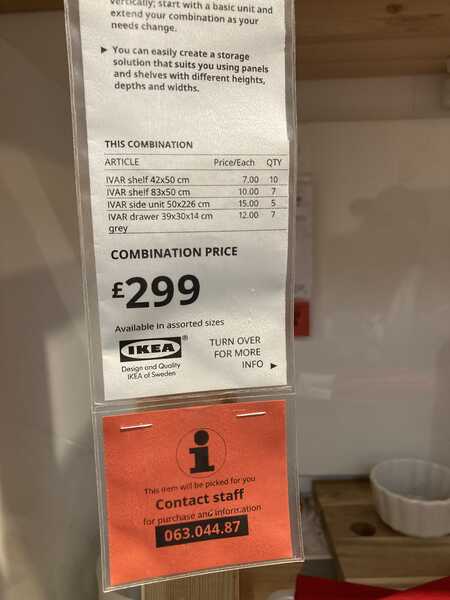 vertically; start with a basic unit and
extend your combination as your
needs change.
▶ You can easily create a storage
solution that suits you using panels
and shelves with different heights,
depths and widths.
THIS COMBINATION
ARTICLE Price/Each QTY
IVAR shelf 42x50 cm 7.00 10
IVAR shelf 83x50 cm 10.00 7
IVAR side unit 50x226 cm 15.00 5
IVAR drawer 39x30x14 cm 12.00 7
grey
COMBINATION PRICE
£299
Available in assorted sizes
IKEA®
Design and Quality
IKEA of Sweden
TURN OVER
FOR MORE
INFO ▶
i
This item will be picked for you
Contact staff
for purchase and information
063.044.87